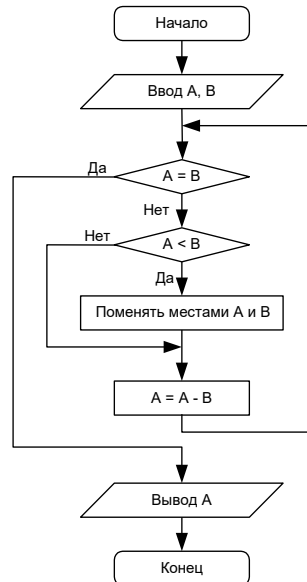 Начало
Ввод А, В
А = В
Да
Нет
А < В
Нет
Да
Поменять местами А и В
А = А - В
Вывод А
Конец